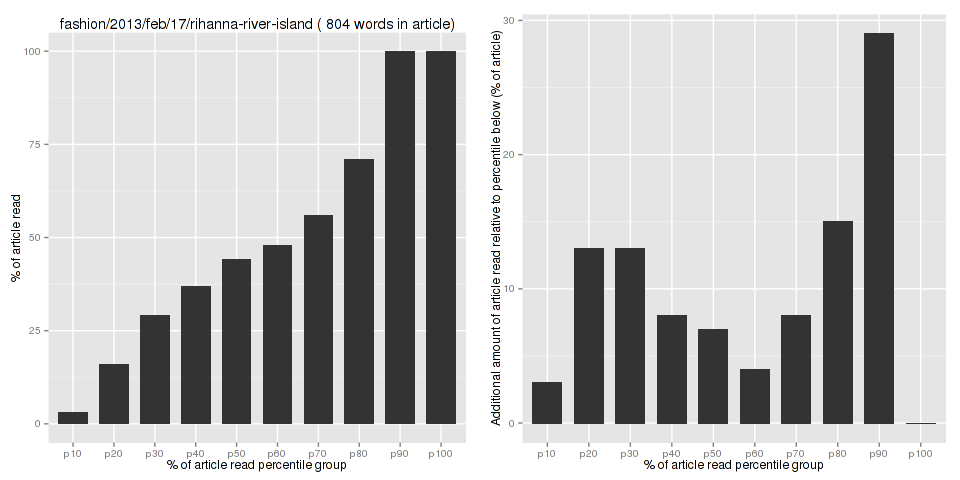 fashion/2013/feb/17/rihanna-river-island ( 804 words in article)
% of article read
100
75
50
25
0
p10 p20 p30 p40 p50 p60 p70 p80 p90 p100
% of article read percentile group
Additional amount of article read relative to percentile below (% of article)
30
20
10
0
p10 p20 p30 p40 p50 p60 p70 p80 p90 p100
% of article read percentile group